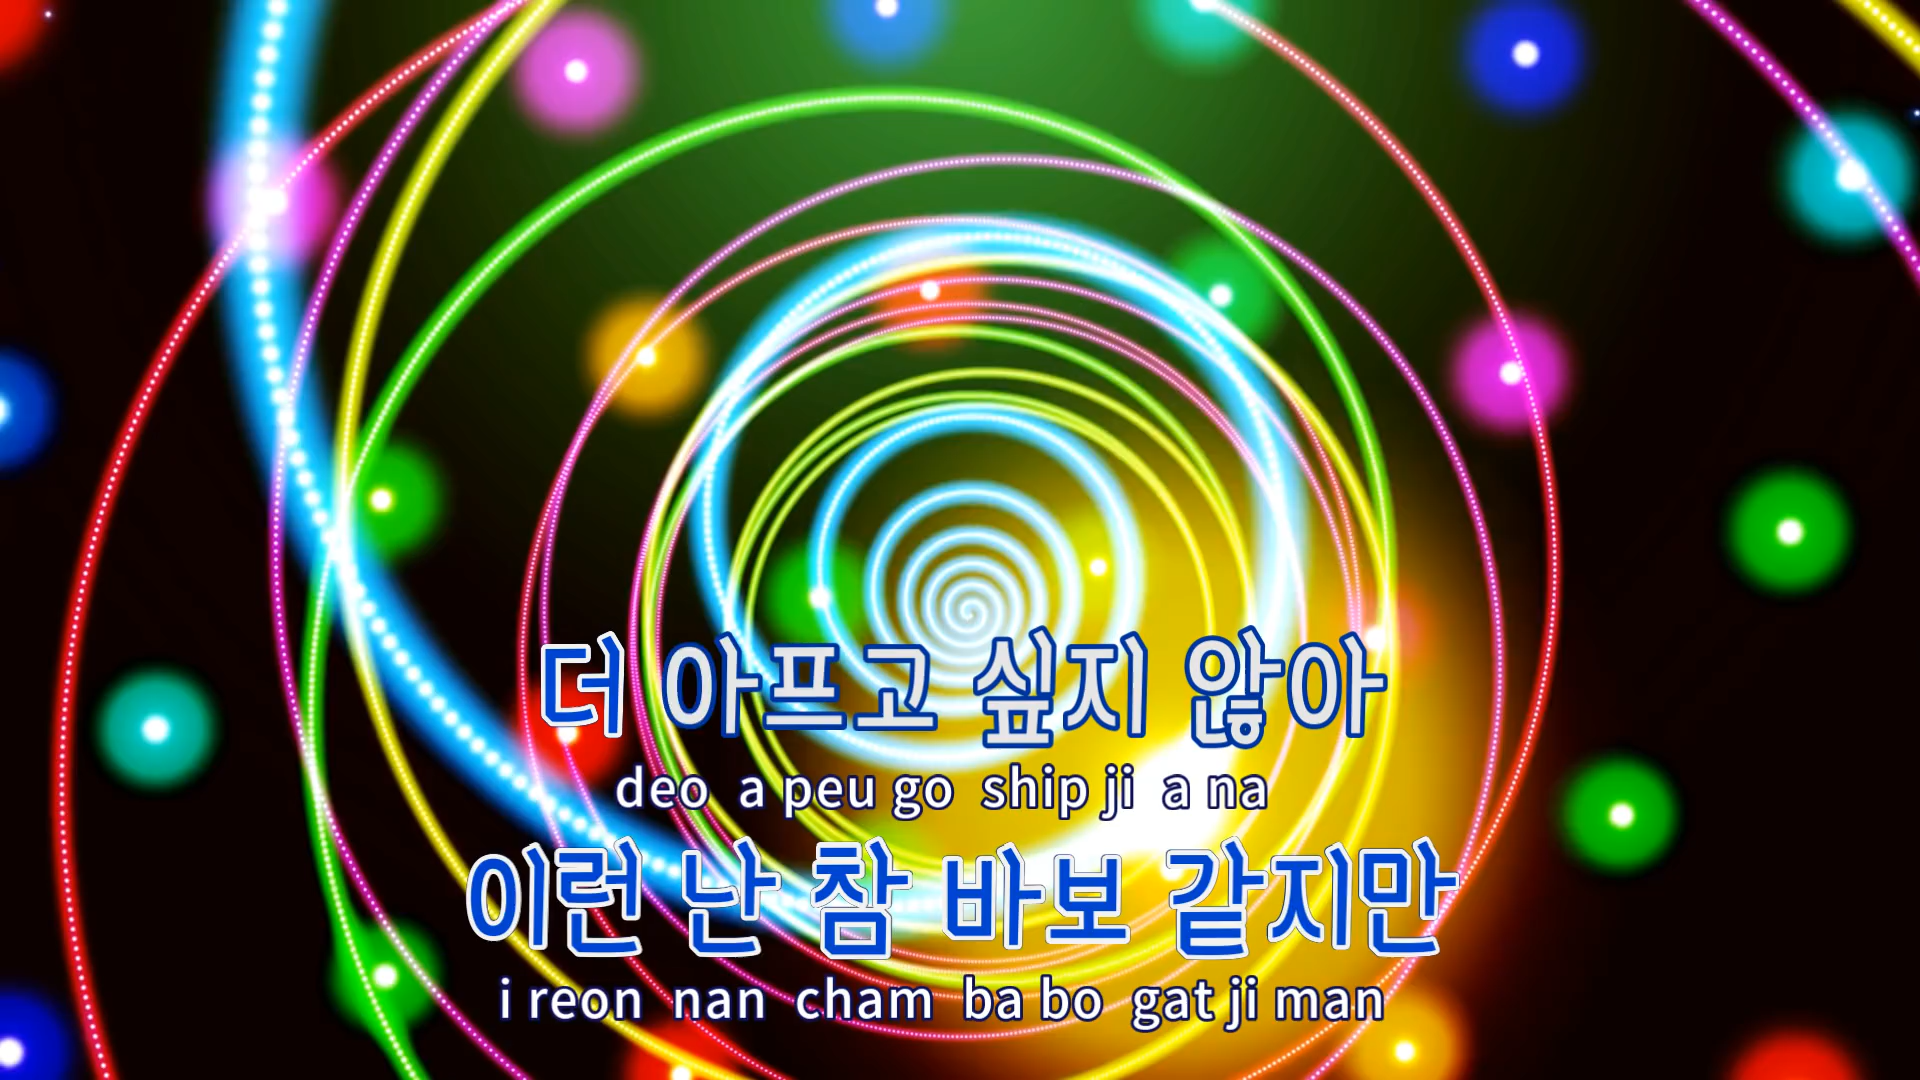 더 아프고 싶지 않아
deo a peu go ship ji a na
이런 난 참 바보 같지만
i reon nan cham ba bo gat ji man